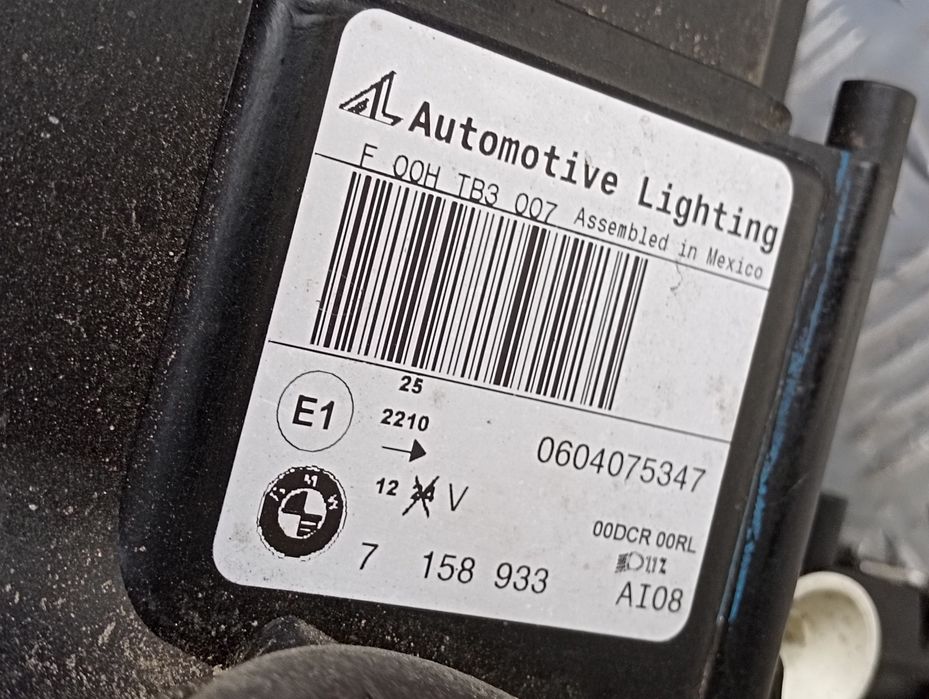 AL Automotive Lighting
F 00H TB3 007 Assembled in Mexico
25
E1
2210
0604075347
12 24 V
00DCR 00RL
7 158 933
AI08